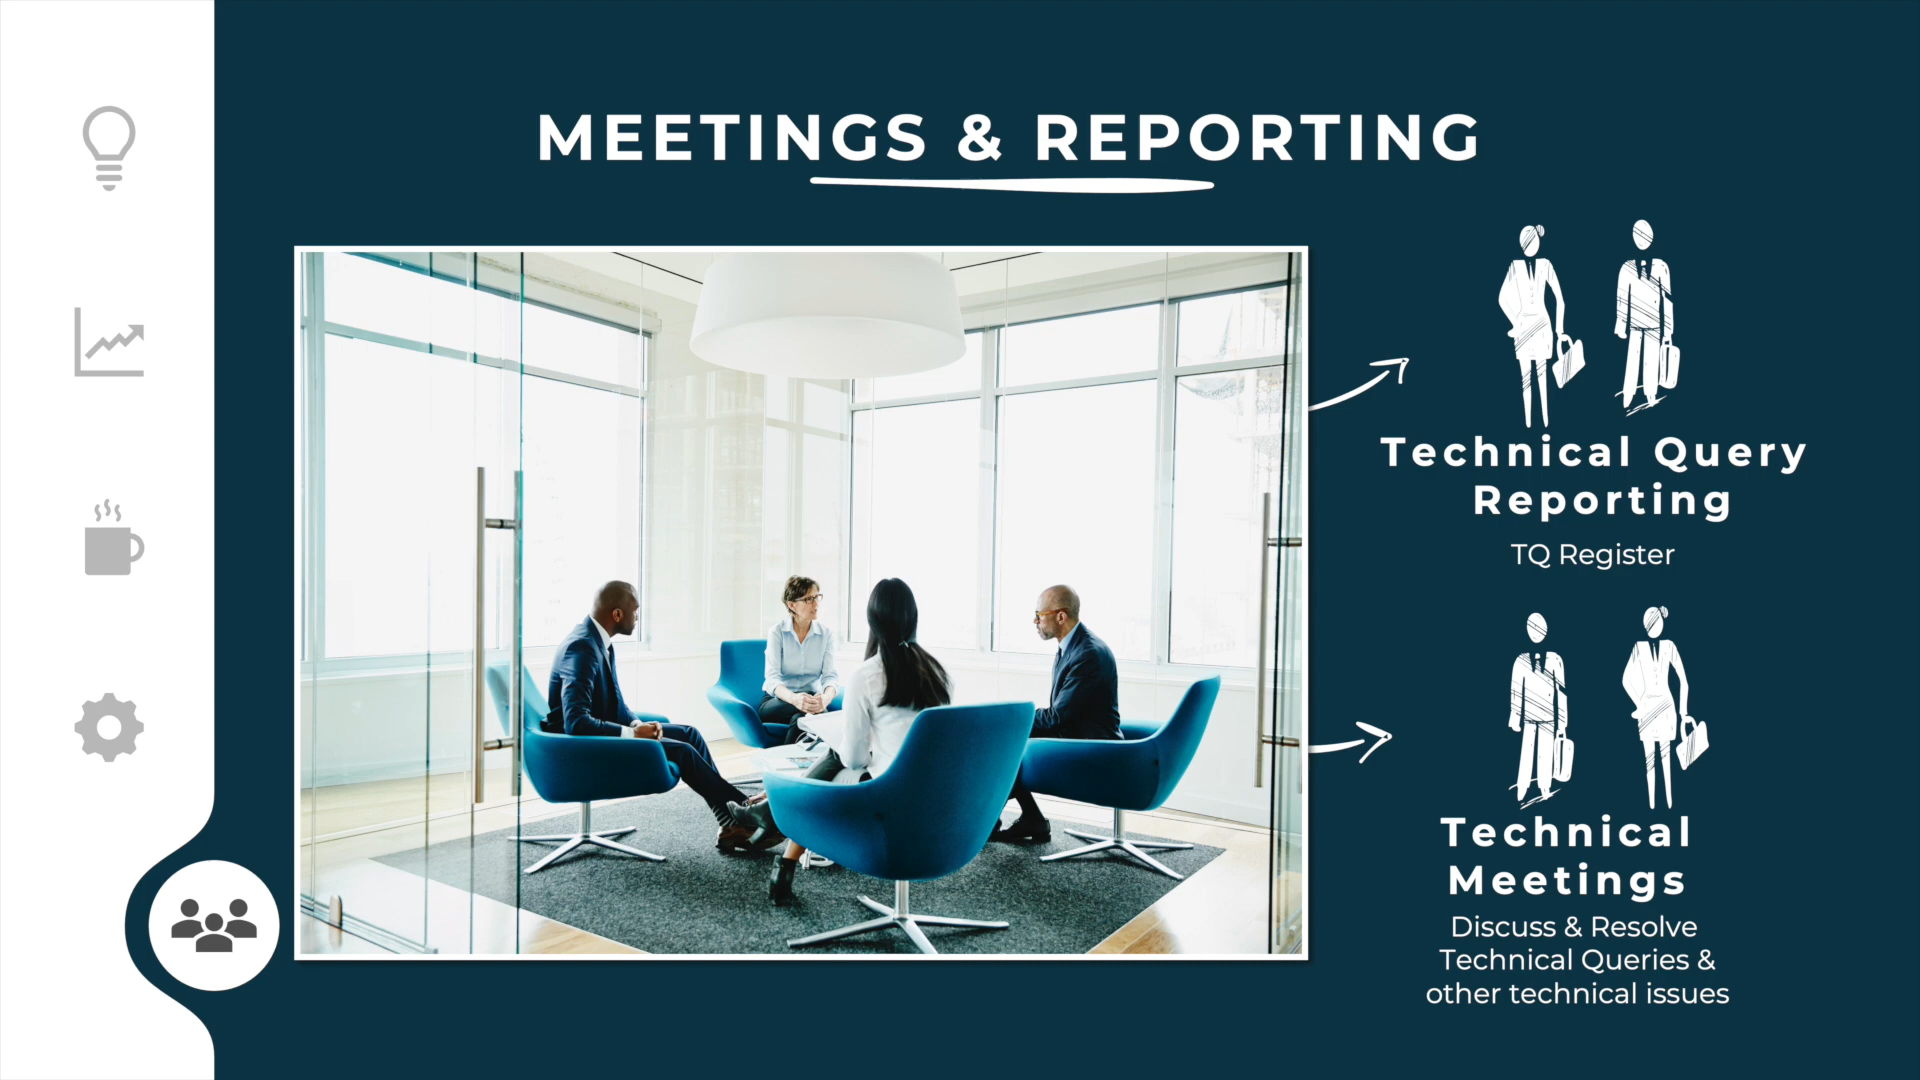 MEETINGS & REPORTING
Technical Query
Reporting
TQ Register
Technical
Meetings
Discuss & Resolve
Technical Queries &
other technical issues